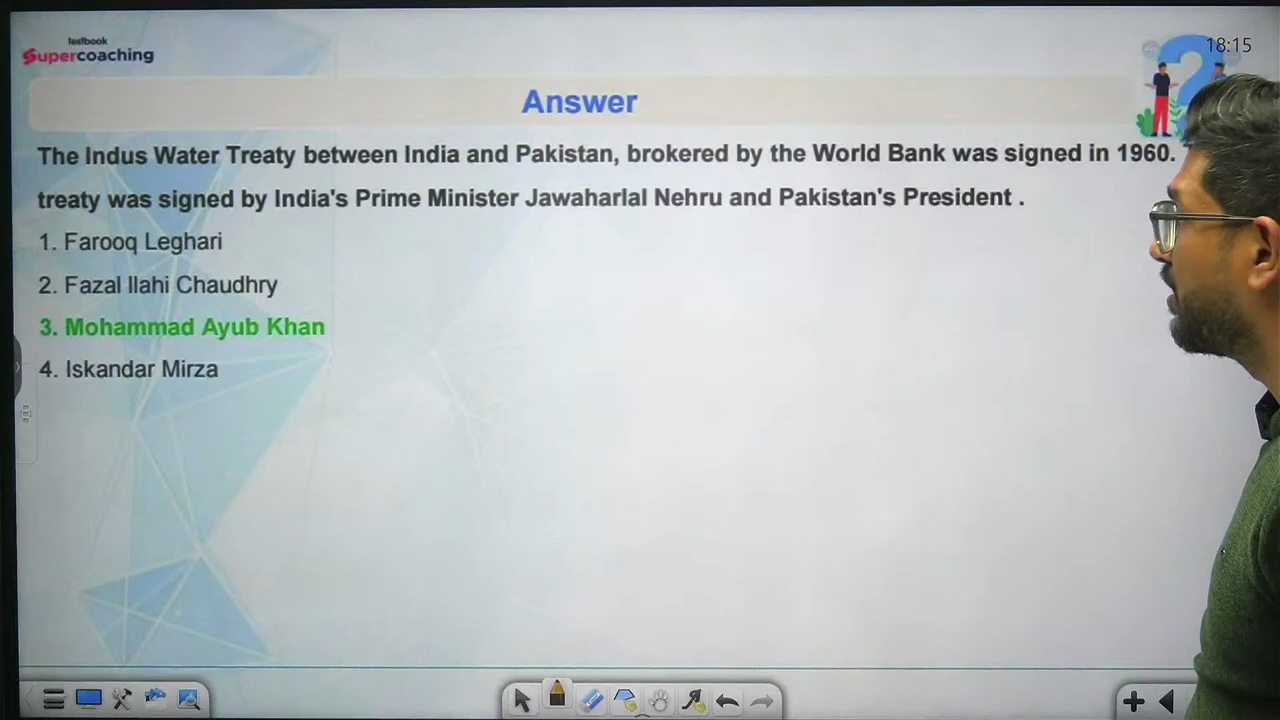 testbook
Supercoaching
18:15
Answer
The Indus Water Treaty between India and Pakistan, brokered by the World Bank was signed in 1960.
treaty was signed by India's Prime Minister Jawaharlal Nehru and Pakistan's President .
1. Farooq Leghari
2. Fazal Ilahi Chaudhry
3. Mohammad Ayub Khan
4. Iskandar Mirza